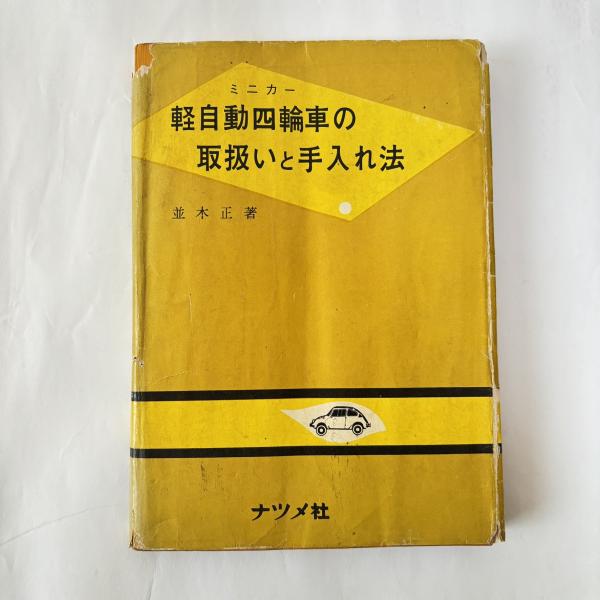 ミニカー
軽自動四輪車の
取扱いと手入れ法
並木正著
ナツメ社